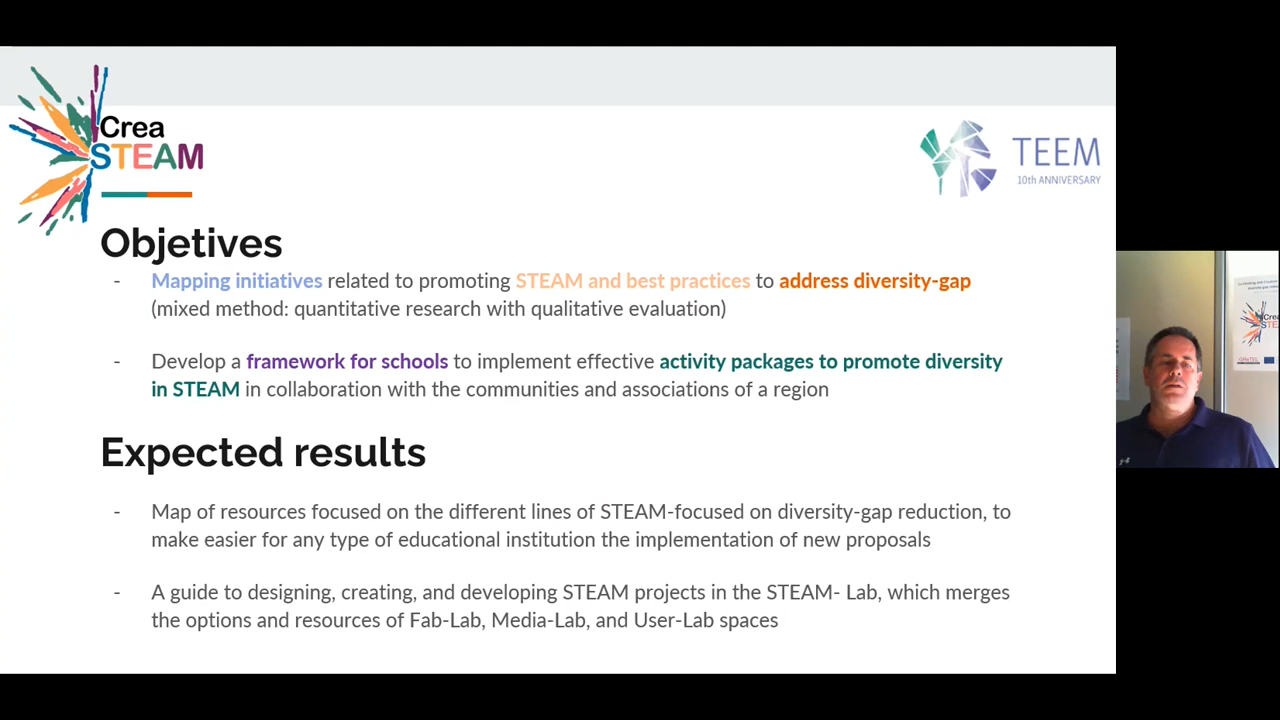 Crea
STEAM
TEEM
10th ANNIVERSARY
Objetives
- Mapping initiatives related to promoting STEAM and best practices to address diversity-gap
(mixed method: quantitative research with qualitative evaluation)
- Develop a framework for schools to implement effective activity packages to promote diversity
in STEAM in collaboration with the communities and associations of a region
Expected results
- Map of resources focused on the different lines of STEAM-focused on diversity-gap reduction, to
make easier for any type of educational institution the implementation of new proposals
- A guide to designing, creating, and developing STEAM projects in the STEAM- Lab, which merges
the options and resources of Fab-Lab, Media-Lab, and User-Lab spaces
Crea
STE